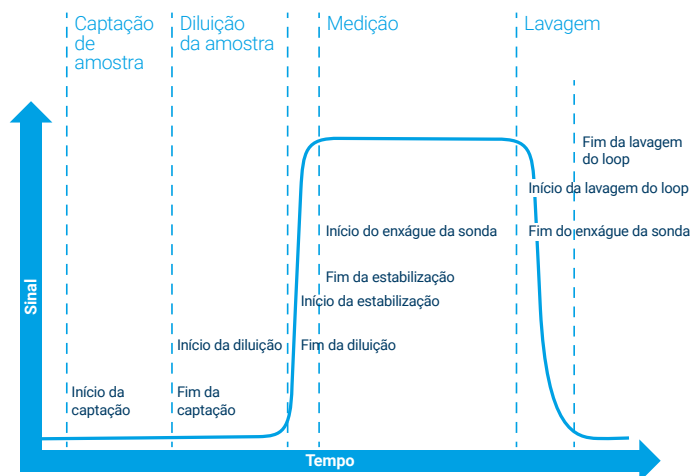 Captação
de
amostra
Diluição
da amostra
Medição
Lavagem
Fim da lavagem
do loop
Início da lavagem do loop
Início do enxágue da sonda
Fim do enxágue da sonda
Fim da estabilização
Início da estabilização
Início da diluição
Fim da diluição
Início da
captação
Fim da
captação
Sinal
Tempo